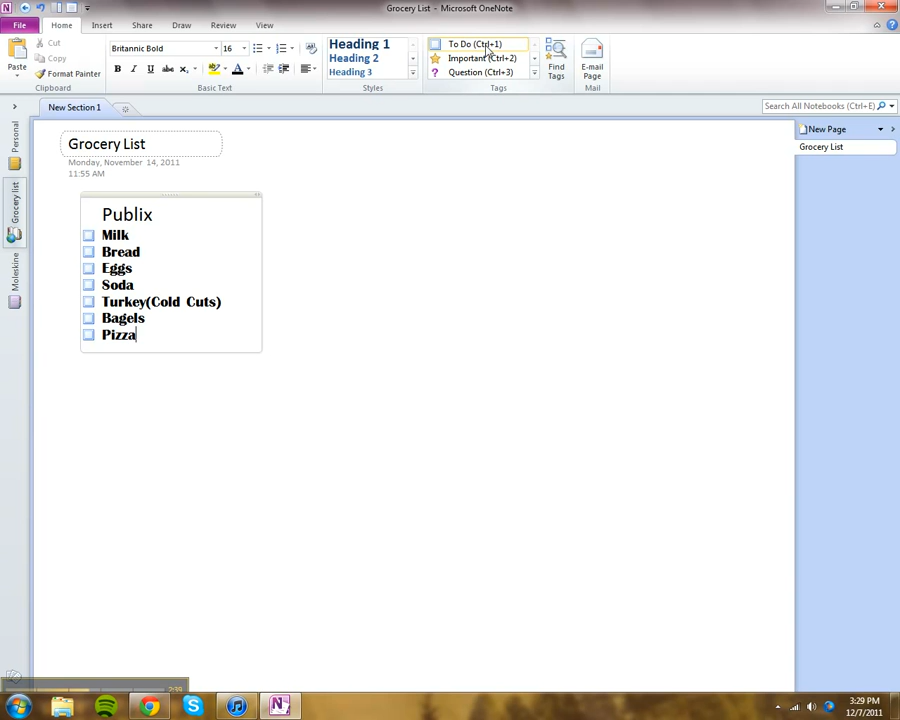 Grocery List - Microsoft OneNote
File Home Insert Share Draw Review View
Paste
Cut
Copy
Format Painter
Clipboard
Britannic Bold 16
B I U abc X₂ A
Basic Text
Heading 1
Heading 2
Heading 3
Styles
To Do (Ctrl+1)
Important (Ctrl+2)
? Question (Ctrl+3)
Tags
Find Tags
E-mail Page
Mail
New Section 1
Search All Notebooks (Ctrl+E)
Personal
Grocery list
Moleskine
Grocery List
Monday, November 14, 2011
11:55 AM
Publix
Milk
Bread
Eggs
Soda
Turkey(Cold Cuts)
Bagels
Pizza
New Page
Grocery List
2:39
3:29 PM
12/7/2011